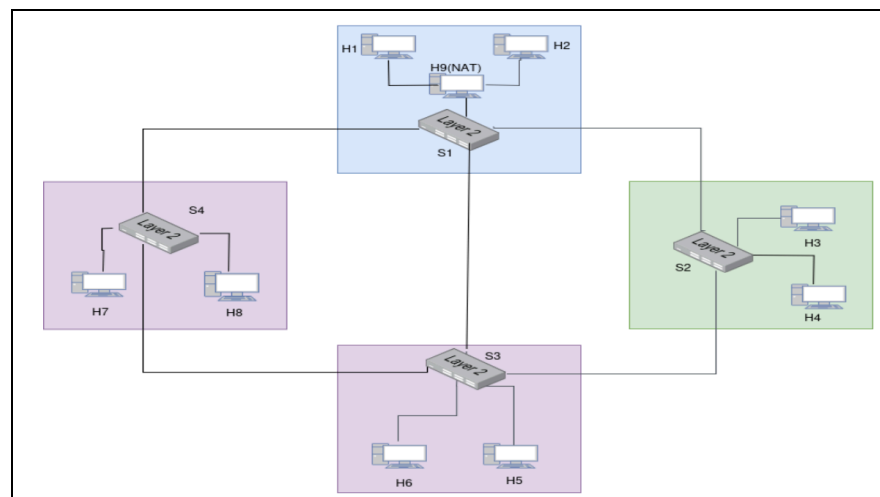 H1
H2
H9(NAT)
Layer 2
S1
S4
Layer 2
H7
H8
Layer 2
S2
H3
H4
S3
Layer 2
H6
H5